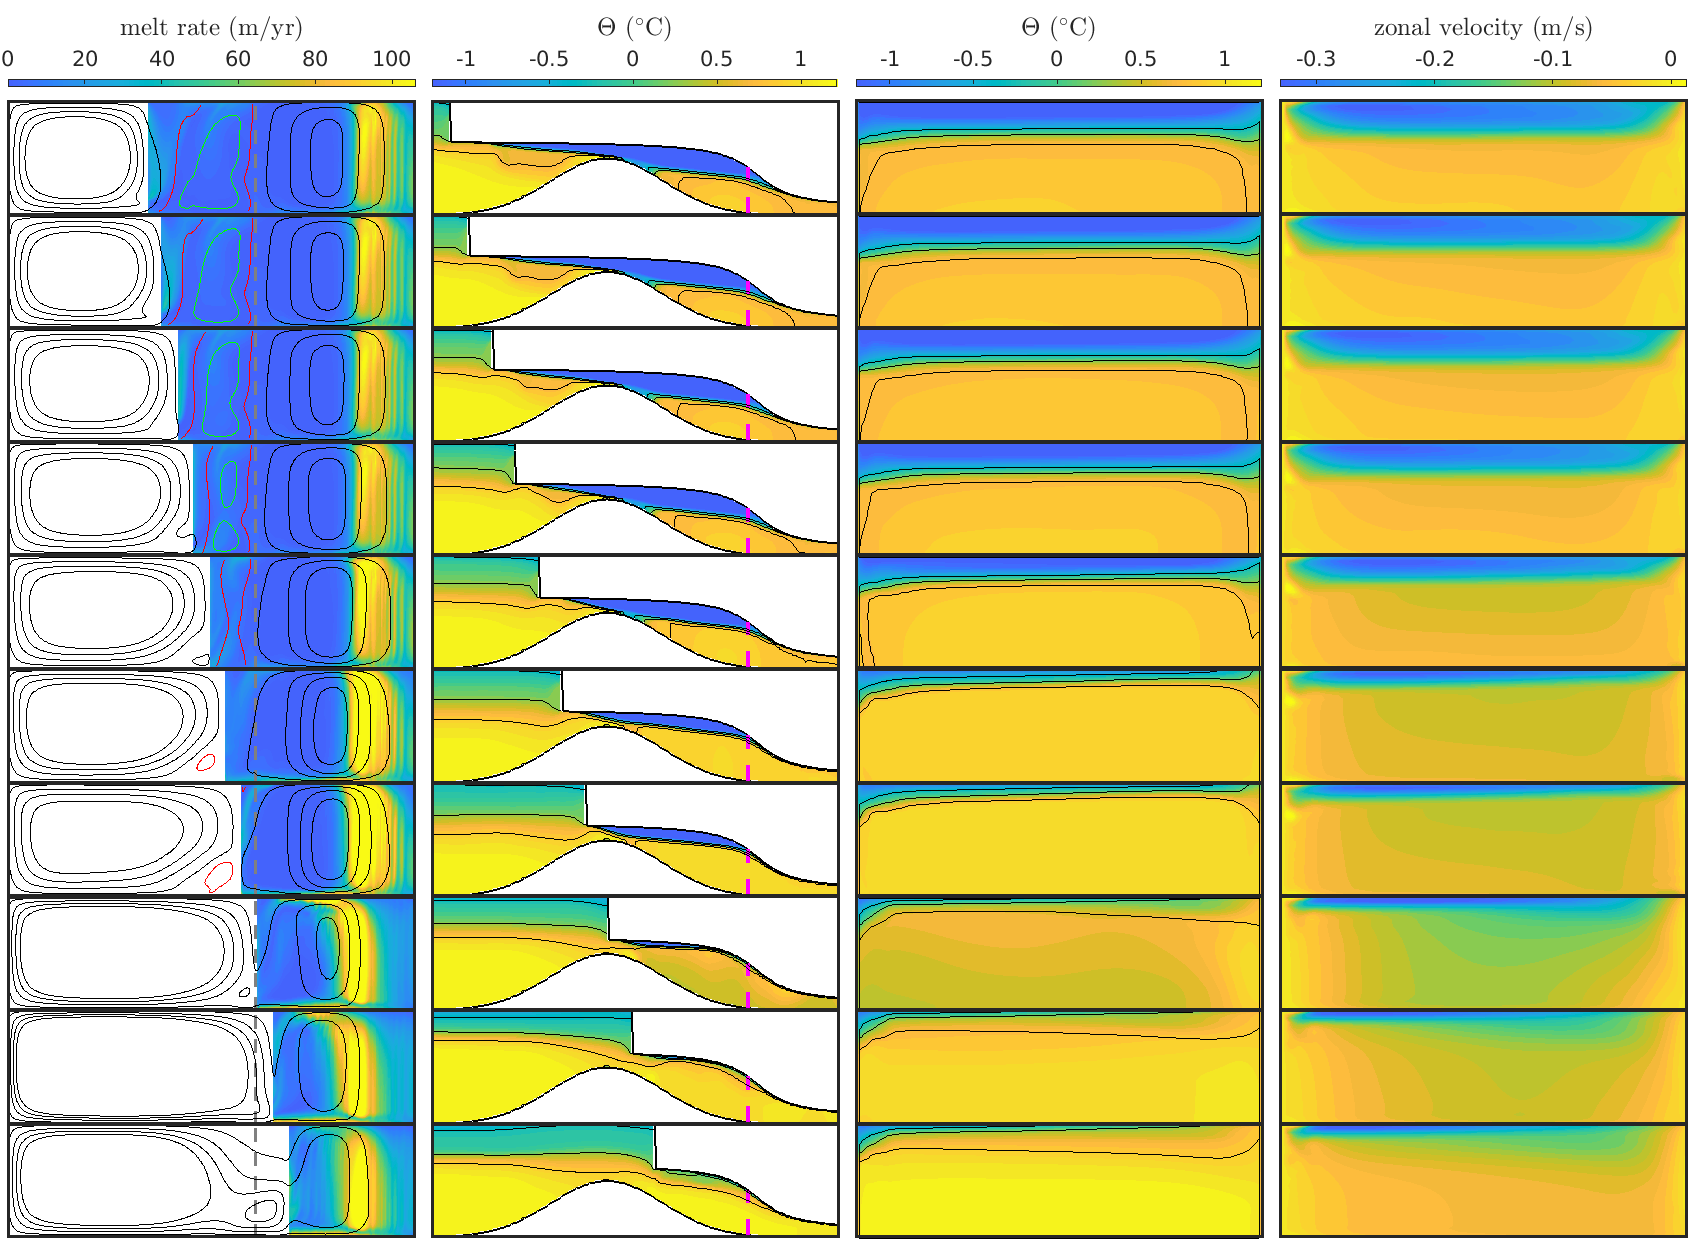 melt rate (m/yr)
0 20 40 60 80 100
Θ (°C)
-1 -0.5 0 0.5 1
Θ (°C)
-1 -0.5 0 0.5 1
zonal velocity (m/s)
-0.3 -0.2 -0.1 0